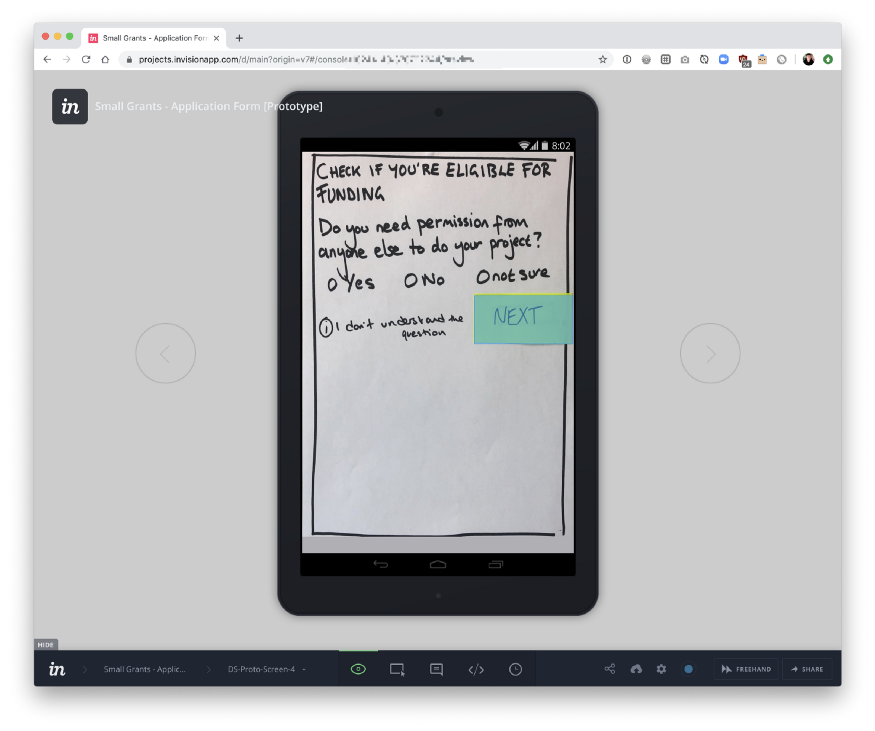 Small Grants - Application For
projects.invisionapp.com/d/main?origin=v7#/console
24
in
Small Grants - Application Form [Prototype]
8:02
CHECK IF YOU'RE ELIGIBLE FOR
FUNDING
Do you need permission from
anyone else to do your project?
Yes No not sure
i I don't understand the
question
NEXT
HIDE
in
Small Grants - Applic...
DS-Proto-Screen-4
FREEHAND
SHARE